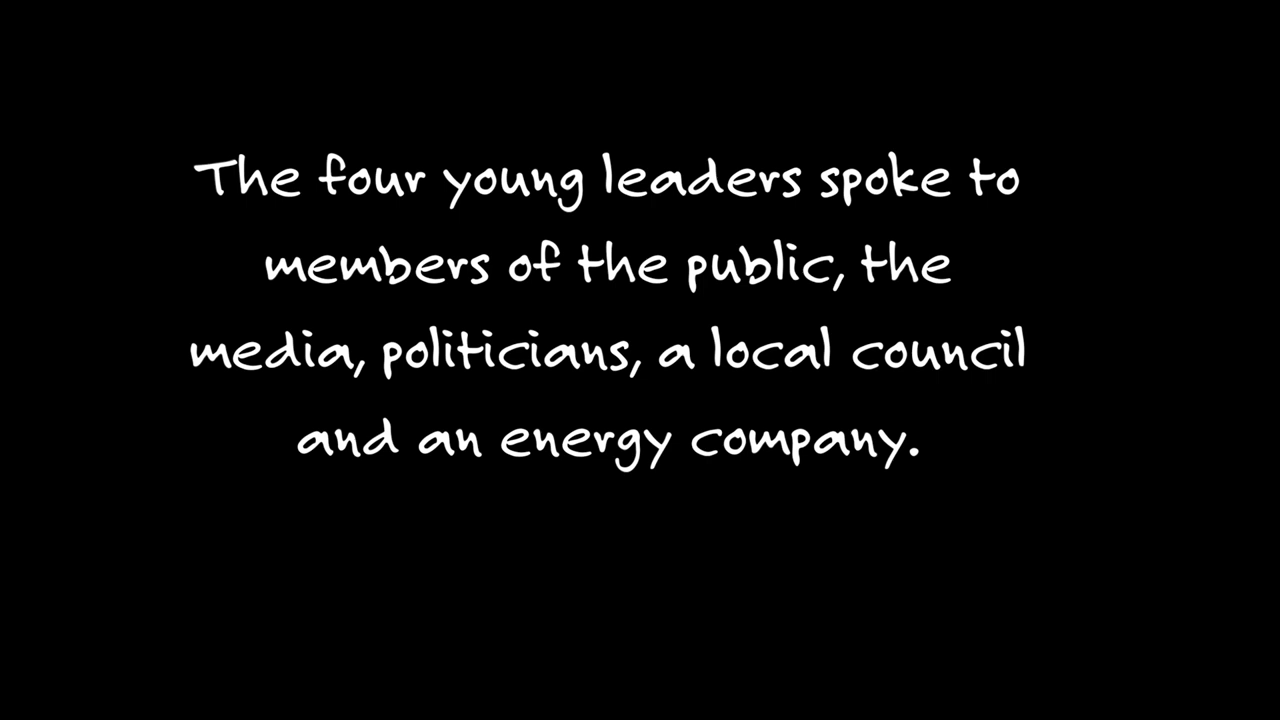 The four young leaders spoke to
members of the public, the
media, politicians, a local council
and an energy company.